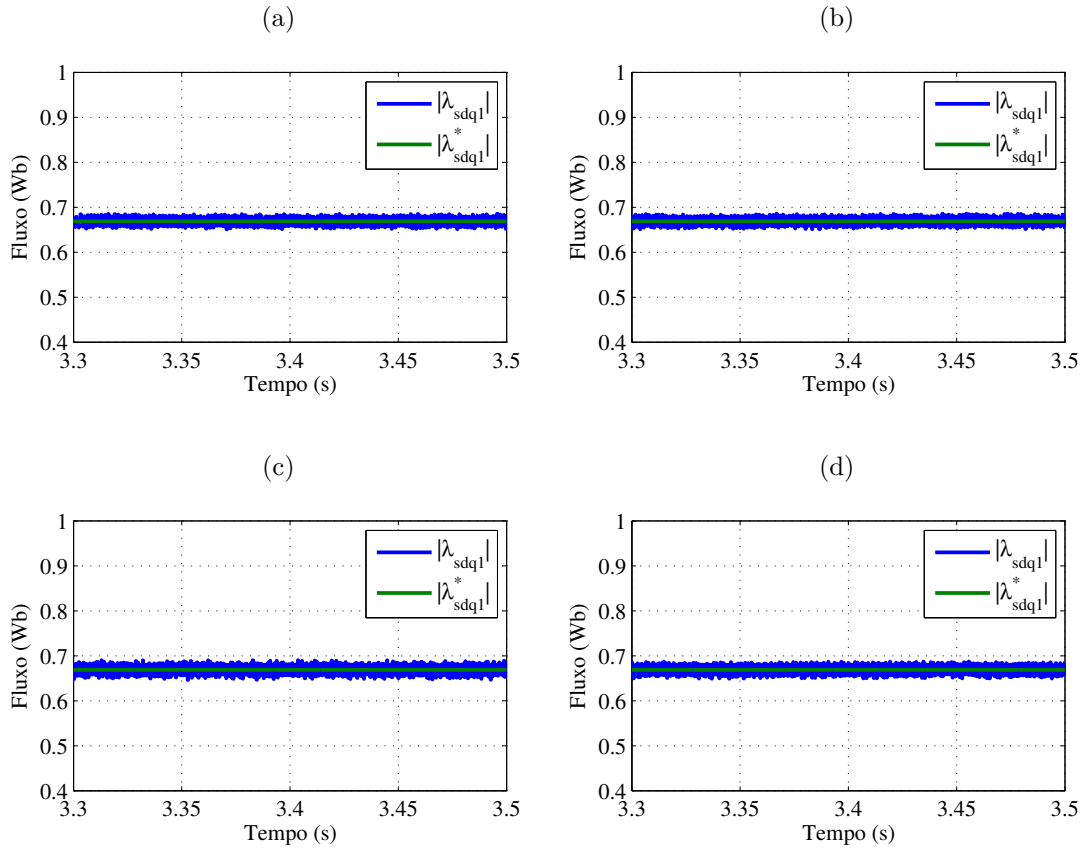 (a)
1
0.9
0.8
0.7
0.6
0.5
0.4
Fluxo (Wb)
3.3
3.35
3.4
3.45
3.5
Tempo (s)
|λsdq1|
|λ*sdq1|
(b)
1
0.9
0.8
0.7
0.6
0.5
0.4
Fluxo (Wb)
3.3
3.35
3.4
3.45
3.5
Tempo (s)
|λsdq1|
|λ*sdq1|
(c)
1
0.9
0.8
0.7
0.6
0.5
0.4
Fluxo (Wb)
3.3
3.35
3.4
3.45
3.5
Tempo (s)
|λsdq1|
|λ*sdq1|
(d)
1
0.9
0.8
0.7
0.6
0.5
0.4
Fluxo (Wb)
3.3
3.35
3.4
3.45
3.5
Tempo (s)
|λsdq1|
|λ*sdq1|